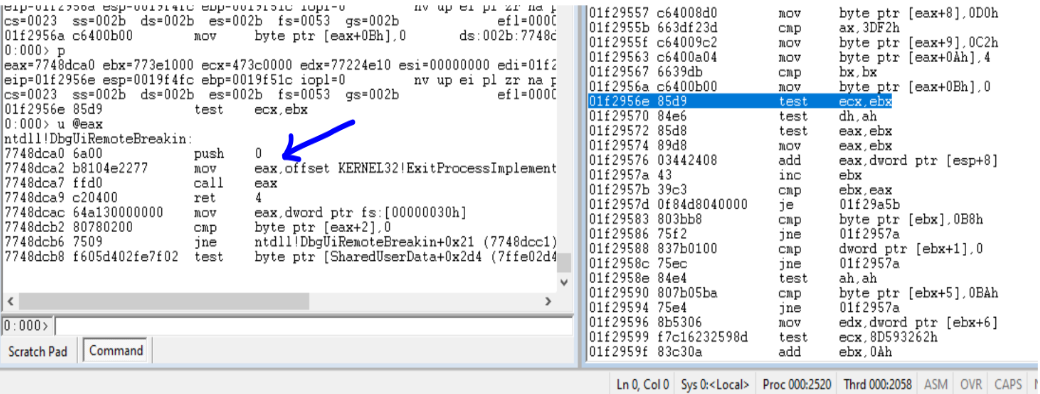 eip=01f2956a esp=0019f4fc ebp=0019f51c iopl=0 nv up ei pl zr na p
cs=0023 ss=002b ds=002b es=002b fs=0053 gs=002b efl=0000
01f2956a c6400b00 mov byte ptr [eax+0Bh],0 ds:002b:7748d
0:000> p
eax=7748dca0 ebx=773e1000 ecx=473c0000 edx=77224e10 esi=00000000 edi=01f2
eip=01f2956e esp=0019f4fc ebp=0019f51c iopl=0 nv up ei pl zr na p
cs=0023 ss=002b ds=002b es=002b fs=0053 gs=002b efl=0000
01f2956e 85d9 test ecx,ebx
0:000> u @eax
ntdll!DbgUiRemoteBreakin:
7748dca0 6a00 push 0
7748dca2 b8104e2277 mov eax,offset KERNEL32!ExitProcessImplement
7748dca7 ffd0 call eax
7748dca9 c20400 ret 4
7748dcac 64a130000000 mov eax,dword ptr fs:[00000030h]
7748dcb2 80780200 cmp byte ptr [eax+2],0
7748dcb6 7509 jne ntdll!DbgUiRemoteBreakin+0x21 (7748dcc1)
7748dcb8 f605d402fe7f02 test byte ptr [SharedUserData+0x2d4 (7ffe02d4
0:000>
Scratch Pad Command
01f29557 c64008d0 mov byte ptr [eax+8],0D0h
01f2955b 663df23d cmp ax,3DF2h
01f2955f c64009c2 mov byte ptr [eax+9],0C2h
01f29563 c6400a04 mov byte ptr [eax+0Ah],4
01f29567 6639db cmp bx,bx
01f2956a c6400b00 mov byte ptr [eax+0Bh],0
01f2956e 85d9 test ecx,ebx
01f29570 84e6 test dh,ah
01f29572 85d8 test eax,ebx
01f29574 89d8 mov eax,ebx
01f29576 03442408 add eax,dword ptr [esp+8]
01f2957a 43 inc ebx
01f2957b 39c3 cmp ebx,eax
01f2957d 0f84d8040000 je 01f29a5b
01f29583 803bb8 cmp byte ptr [ebx],0B8h
01f29586 75f2 jne 01f2957a
01f29588 837b0100 cmp dword ptr [ebx+1],0
01f2958c 75ec jne 01f2957a
01f2958e 84e4 test ah,ah
01f29590 807b05ba cmp byte ptr [ebx+5],0BAh
01f29594 75e4 jne 01f2957a
01f29596 8b5306 mov edx,dword ptr [ebx+6]
01f29599 f7c16232598d test ecx,8D593262h
01f2959f 83c30a add ebx,0Ah
Ln 0, Col 0 Sys 0:<Local> Proc 000:2520 Thrd 000:2058 ASM OVR CAPS